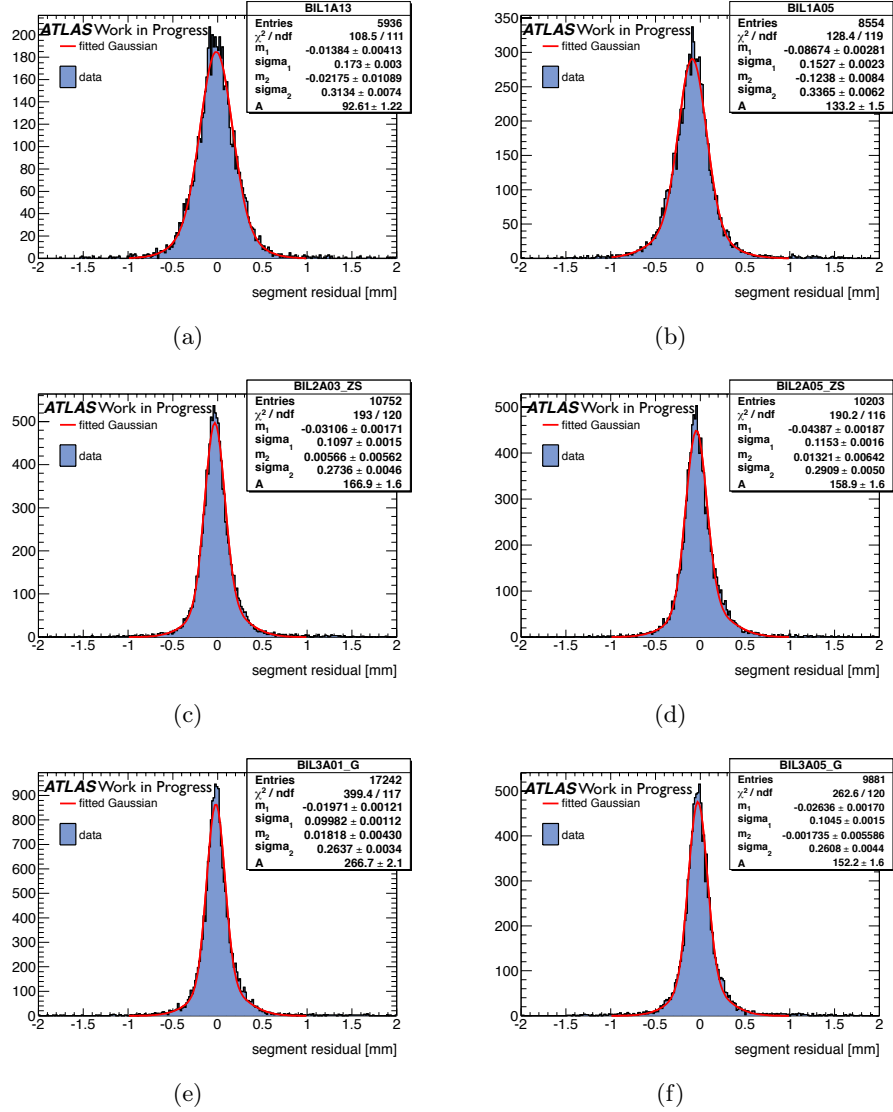 BIL1A13
Entries 5936
χ² / ndf 108.5 / 111
m₁ -0.01384 ± 0.00413
sigma₁ 0.173 ± 0.003
m₂ -0.02175 ± 0.01089
sigma₂ 0.3134 ± 0.0074
A 92.61 ± 1.22
ATLAS Work in Progress
fitted Gaussian
data
200
180
160
140
120
100
80
60
40
20
0
-2 -1.5 -1 -0.5 0 0.5 1 1.5 2
segment residual [mm]
(a)
BIL1A05
Entries 8554
χ² / ndf 128.4 / 119
m₁ -0.08674 ± 0.00281
sigma₁ 0.1527 ± 0.0023
m₂ -0.1238 ± 0.0084
sigma₂ 0.3365 ± 0.0062
A 133.2 ± 1.5
ATLAS Work in Progress
fitted Gaussian
data
350
300
250
200
150
100
50
0
-2 -1.5 -1 -0.5 0 0.5 1 1.5 2
segment residual [mm]
(b)
BIL2A03_ZS
Entries 10752
χ² / ndf 193 / 120
m₁ -0.03106 ± 0.00171
sigma₁ 0.1097 ± 0.0015
m₂ 0.00566 ± 0.00562
sigma₂ 0.2736 ± 0.0046
A 166.9 ± 1.6
ATLAS Work in Progress
fitted Gaussian
data
500
400
300
200
100
0
-2 -1.5 -1 -0.5 0 0.5 1 1.5 2
segment residual [mm]
(c)
BIL2A05_ZS
Entries 10203
χ² / ndf 190.2 / 116
m₁ -0.04387 ± 0.00187
sigma₁ 0.1153 ± 0.0016
m₂ 0.01321 ± 0.00642
sigma₂ 0.2909 ± 0.0050
A 158.9 ± 1.6
ATLAS Work in Progress
fitted Gaussian
data
500
400
300
200
100
0
-2 -1.5 -1 -0.5 0 0.5 1 1.5 2
segment residual [mm]
(d)
BIL3A01_G
Entries 17242
χ² / ndf 399.4 / 117
m₁ -0.01971 ± 0.00121
sigma₁ 0.09982 ± 0.00112
m₂ 0.01818 ± 0.00430
sigma₂ 0.2637 ± 0.0034
A 266.7 ± 2.1
ATLAS Work in Progress
fitted Gaussian
data
900
800
700
600
500
400
300
200
100
0
-2 -1.5 -1 -0.5 0 0.5 1 1.5 2
segment residual [mm]
(e)
BIL3A05_G
Entries 9881
χ² / ndf 262.6 / 120
m₁ -0.02636 ± 0.00170
sigma₁ 0.1045 ± 0.0015
m₂ -0.001735 ± 0.005586
sigma₂ 0.2608 ± 0.0044
A 152.2 ± 1.6
ATLAS Work in Progress
fitted Gaussian
data
500
400
300
200
100
0
-2 -1.5 -1 -0.5 0 0.5 1 1.5 2
segment residual [mm]
(f)